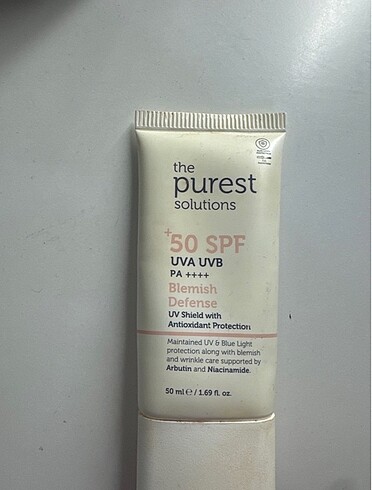 the
purest
solutions
+50 SPF
UVA UVB
PA ++++
Blemish
Defense
UV Shield with
Antioxidant Protection
Maintained UV & Blue Light
protection along with blemish
and wrinkle care supported by
Arbutin and Niacinamide.
50 ml ℮ / 1.69 fl. oz.